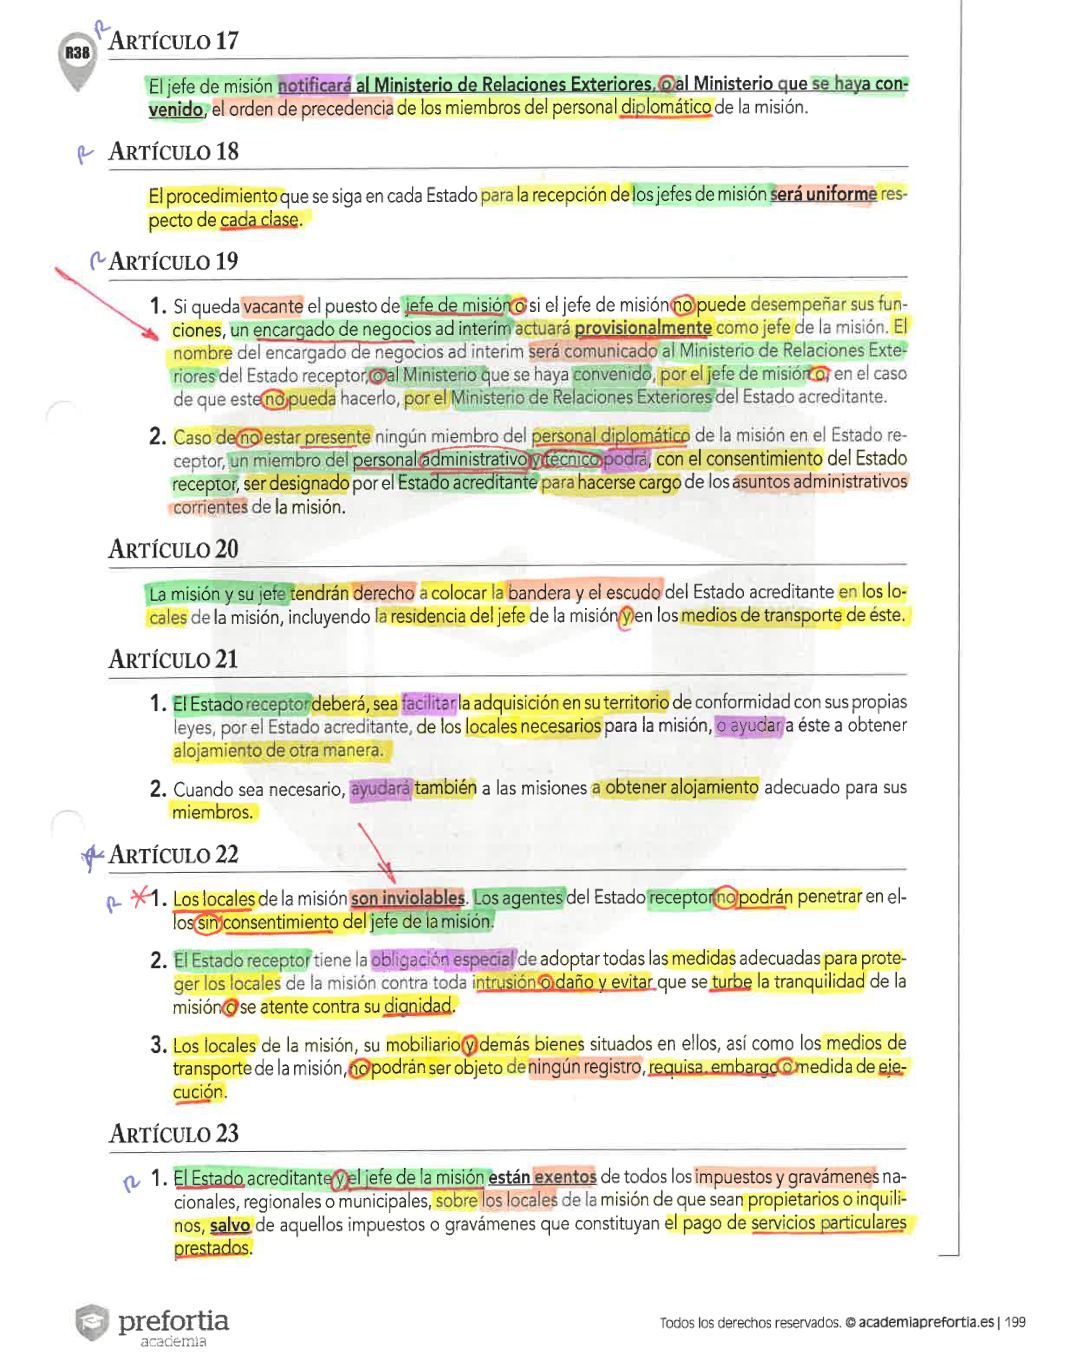 R38
ARTÍCULO 17
El jefe de misión notificará al Ministerio de Relaciones Exteriores, o al Ministerio que se haya con-
venido, el orden de precedencia de los miembros del personal diplomático de la misión.
R ARTÍCULO 18
El procedimiento que se siga en cada Estado para la recepción de los jefes de misión será uniforme res-
pecto de cada clase.
R ARTÍCULO 19
1. Si queda vacante el puesto de jefe de misión o si el jefe de misión no puede desempeñar sus fun-
ciones, un encargado de negocios ad interim actuará provisionalmente como jefe de la misión. El
nombre del encargado de negocios ad interim será comunicado al Ministerio de Relaciones Exte-
riores del Estado receptor, o al Ministerio que se haya convenido, por el jefe de misión o, en el caso
de que este no pueda hacerlo, por el Ministerio de Relaciones Exteriores del Estado acreditante.
2. Caso de no estar presente ningún miembro del personal diplomático de la misión en el Estado re-
ceptor, un miembro del personal administrativo y técnico podrá, con el consentimiento del Estado
receptor, ser designado por el Estado acreditante para hacerse cargo de los asuntos administrativos
corrientes de la misión.
ARTÍCULO 20
La misión y su jefe tendrán derecho a colocar la bandera y el escudo del Estado acreditante en los lo-
cales de la misión, incluyendo la residencia del jefe de la misión y en los medios de transporte de éste.
ARTÍCULO 21
1. El Estado receptor deberá, sea facilitar la adquisición en su territorio de conformidad con sus propias
leyes, por el Estado acreditante, de los locales necesarios para la misión, o ayudar a éste a obtener
alojamiento de otra manera.
2. Cuando sea necesario, ayudará también a las misiones a obtener alojamiento adecuado para sus
miembros.
ARTÍCULO 22
R 1. Los locales de la misión son inviolables. Los agentes del Estado receptor no podrán penetrar en el-
los sin consentimiento del jefe de la misión.
2. El Estado receptor tiene la obligación especial de adoptar todas las medidas adecuadas para prote-
ger los locales de la misión contra toda intrusión o daño y evitar que se turbe la tranquilidad de la
misión o se atente contra su dignidad.
3. Los locales de la misión, su mobiliario y demás bienes situados en ellos, así como los medios de
transporte de la misión, no podrán ser objeto de ningún registro, requisa, embargo o medida de eje-
cución.
ARTÍCULO 23
R 1. El Estado acreditante y el jefe de la misión están exentos de todos los impuestos y gravámenes na-
cionales, regionales o municipales, sobre los locales de la misión de que sean propietarios o inquili-
nos, salvo de aquellos impuestos o gravámenes que constituyan el pago de servicios particulares
prestados.
prefortia
academia
Todos los derechos reservados. © academiaprefortia.es | 199